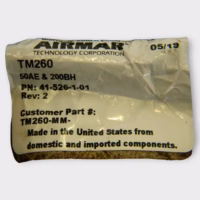 AIRMAR
TECHNOLOGY CORPORATION
05/13
TM260
50AE & 200BH
PN: 41-526-1-01
Rev: 2
Customer Part #:
TM260-MM-
Made in the United States from
domestic and imported components.